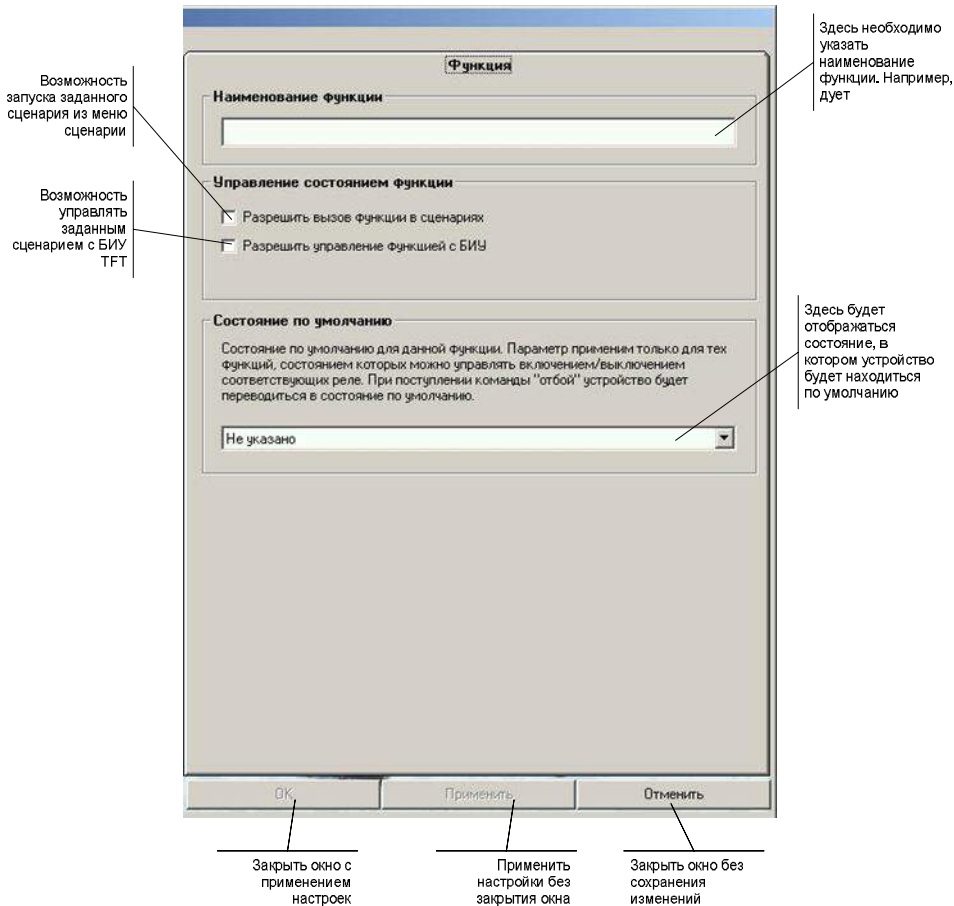 Здесь необходимо
указать
наименование
функции. Например,
дует
Функция
Возможность
запуска заданного
сценария из меню
сценарии
Наименование функции
Управление состоянием функции
Возможность
управлять
заданным
сценарием с БИУ
TFT
Разрешить вызов функции в сценариях
Разрешить управление функцией с БИУ
Состояние по умолчанию
Состояние по умолчанию для данной функции. Параметр применим только для тех
функций, состоянием которых можно управлять включением/выключением
соответствующих реле. При поступлении команды "отбой" устройство будет
переводиться в состояние по умолчанию.
Здесь будет
отображаться
состояние, в
котором устройство
будет находиться
по умолчанию
Не указано
OK
Применить
Отменить
Закрыть окно с
применением
настроек
Применить
настройки без
закрытия окна
Закрыть окно без
сохранения
изменений